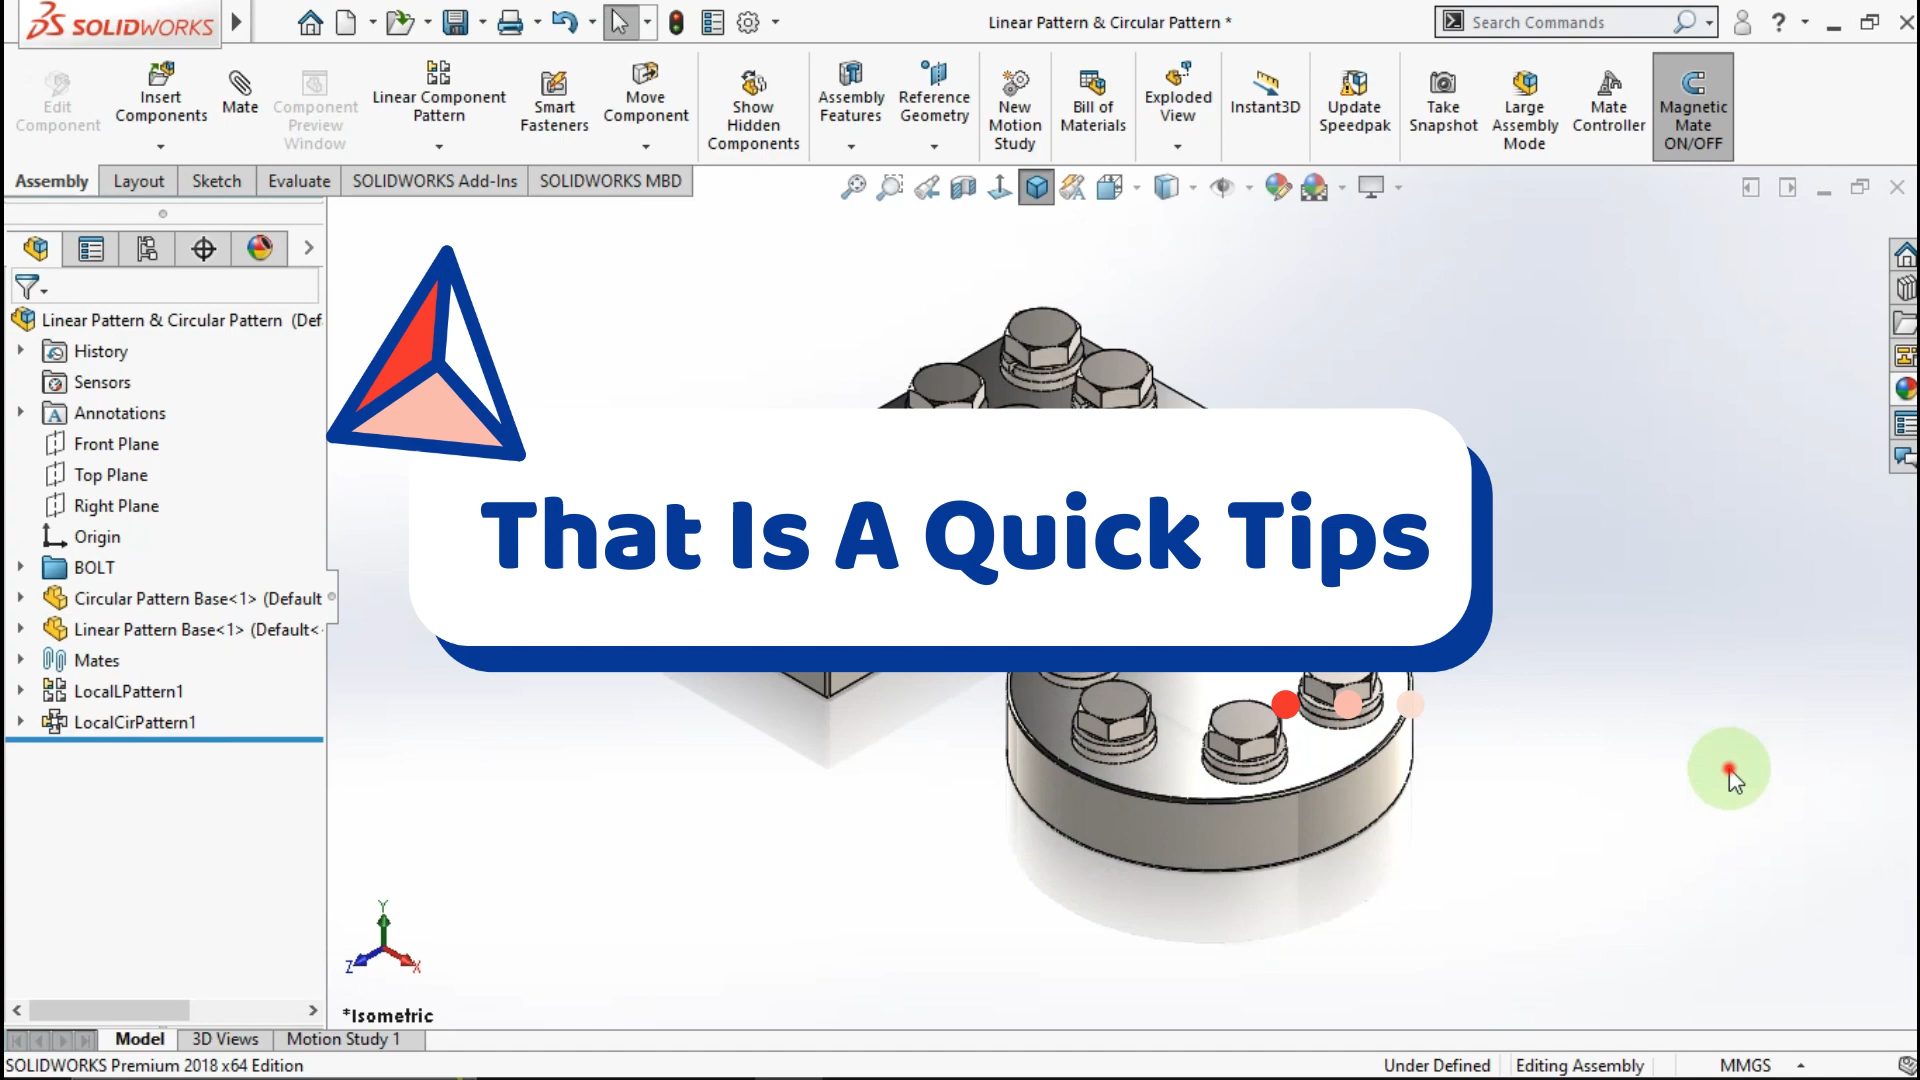 SOLIDWORKS
Linear Pattern & Circular Pattern *
Search Commands
?
Edit
Component
Insert
Components
Mate
Component
Preview
Window
Linear Component
Pattern
Smart
Fasteners
Move
Component
Show
Hidden
Components
Assembly
Features
Reference
Geometry
New
Motion
Study
Bill of
Materials
Exploded
View
Instant3D
Update
Speedpak
Take
Snapshot
Large
Assembly
Mode
Mate
Controller
Magnetic
Mate
ON/OFF
Assembly
Layout
Sketch
Evaluate
SOLIDWORKS Add-Ins
SOLIDWORKS MBD
Linear Pattern & Circular Pattern (Def
History
Sensors
A Annotations
Front Plane
Top Plane
Right Plane
Origin
BOLT
Circular Pattern Base<1> (Default
Linear Pattern Base<1> (Default<
Mates
LocalLPattern1
LocalCirPattern1
That Is A Quick Tips
Y
Z
X
*Isometric
Model
3D Views
Motion Study 1
SOLIDWORKS Premium 2018 x64 Edition
Under Defined
Editing Assembly
MMGS